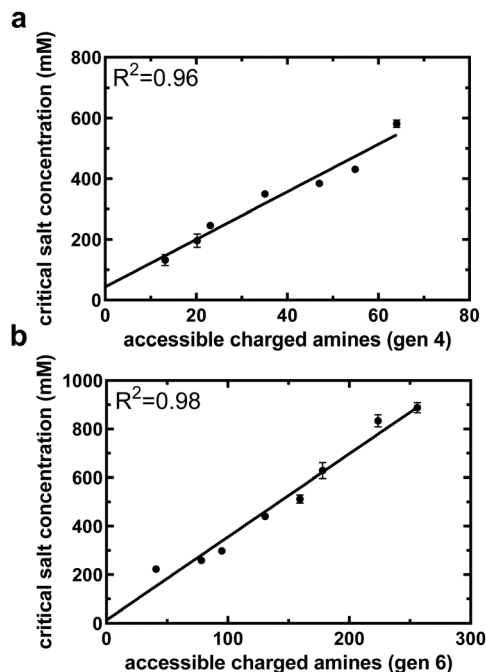 a
R²=0.96
critical salt concentration (mM)
800
600
400
200
0
0 20 40 60 80
accessible charged amines (gen 4)
b
R²=0.98
critical salt concentration (mM)
1000
800
600
400
200
0
0 100 200 300
accessible charged amines (gen 6)